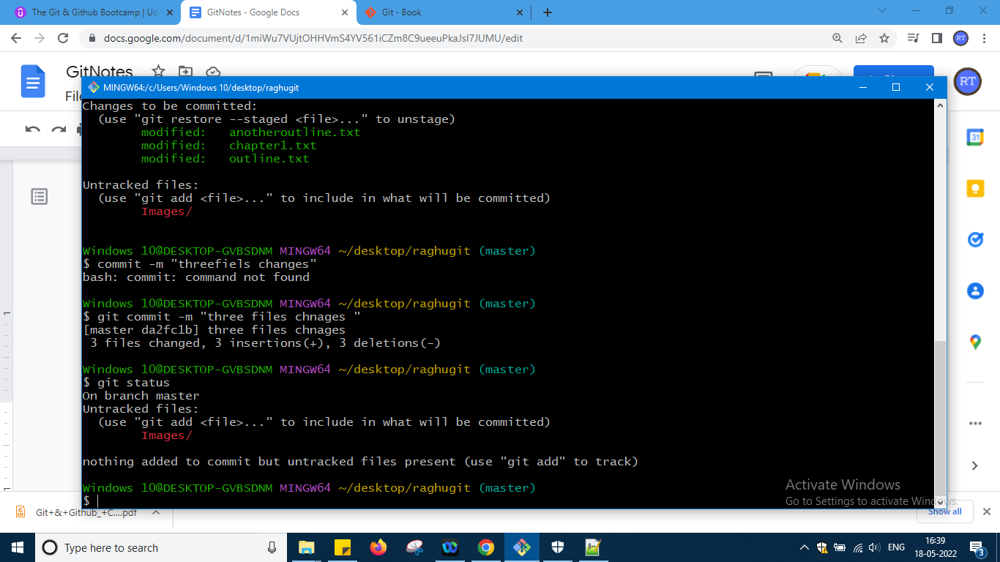 The Git & Github Bootcamp | Ud
GitNotes - Google Docs
Git - Book
docs.google.com/document/d/1miWu7VUjtOHHVmS4YV561iCZm8C9ueeuPkaJsI7JUMU/edit
RT
GitNotes
File
RT
31
MINGW64:/c/Users/Windows 10/desktop/raghugit
Changes to be committed:
(use "git restore --staged <file>..." to unstage)
modified: anotheroutline.txt
modified: chapter1.txt
modified: outline.txt
Untracked files:
(use "git add <file>..." to include in what will be committed)
Images/
Windows 10@DESKTOP-GVBSDNM MINGW64 ~/desktop/raghugit (master)
$ commit -m "threefiels changes"
bash: commit: command not found
Windows 10@DESKTOP-GVBSDNM MINGW64 ~/desktop/raghugit (master)
$ git commit -m "three files chnages "
[master da2fc1b] three files chnages
3 files changed, 3 insertions(+), 3 deletions(-)
Windows 10@DESKTOP-GVBSDNM MINGW64 ~/desktop/raghugit (master)
$ git status
On branch master
Untracked files:
(use "git add <file>..." to include in what will be committed)
Images/
nothing added to commit but untracked files present (use "git add" to track)
Windows 10@DESKTOP-GVBSDNM MINGW64 ~/desktop/raghugit (master)
$
Activate Windows
Go to Settings to activate Windows.
Git+&+Github_+C....pdf
Show all
Type here to search
ENG
16:39
18-05-2022
3